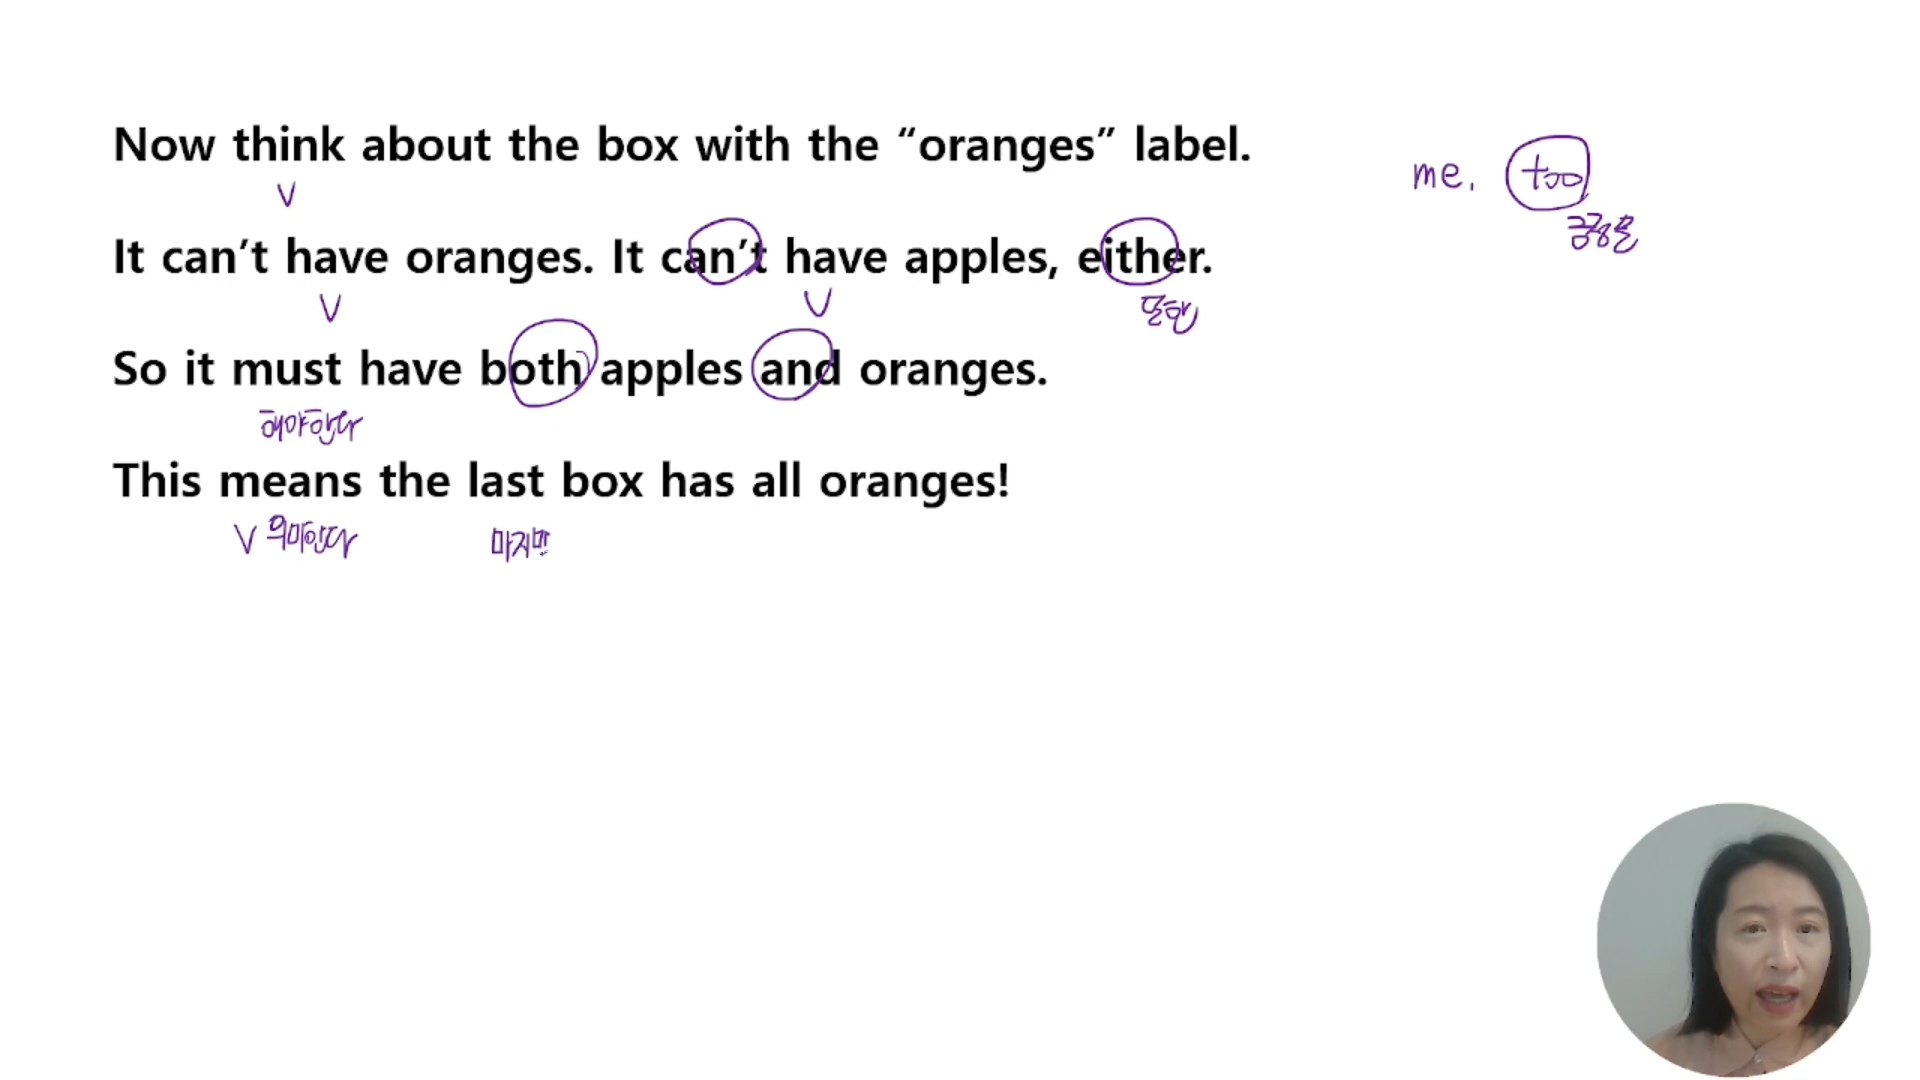 Now think about the box with the “oranges” label.
V
me, too
긍정문
It can’t have oranges. It can’t have apples, either.
V V 또한
So it must have both apples and oranges.
해야한다
This means the last box has all oranges!
V 의미한다 마지막